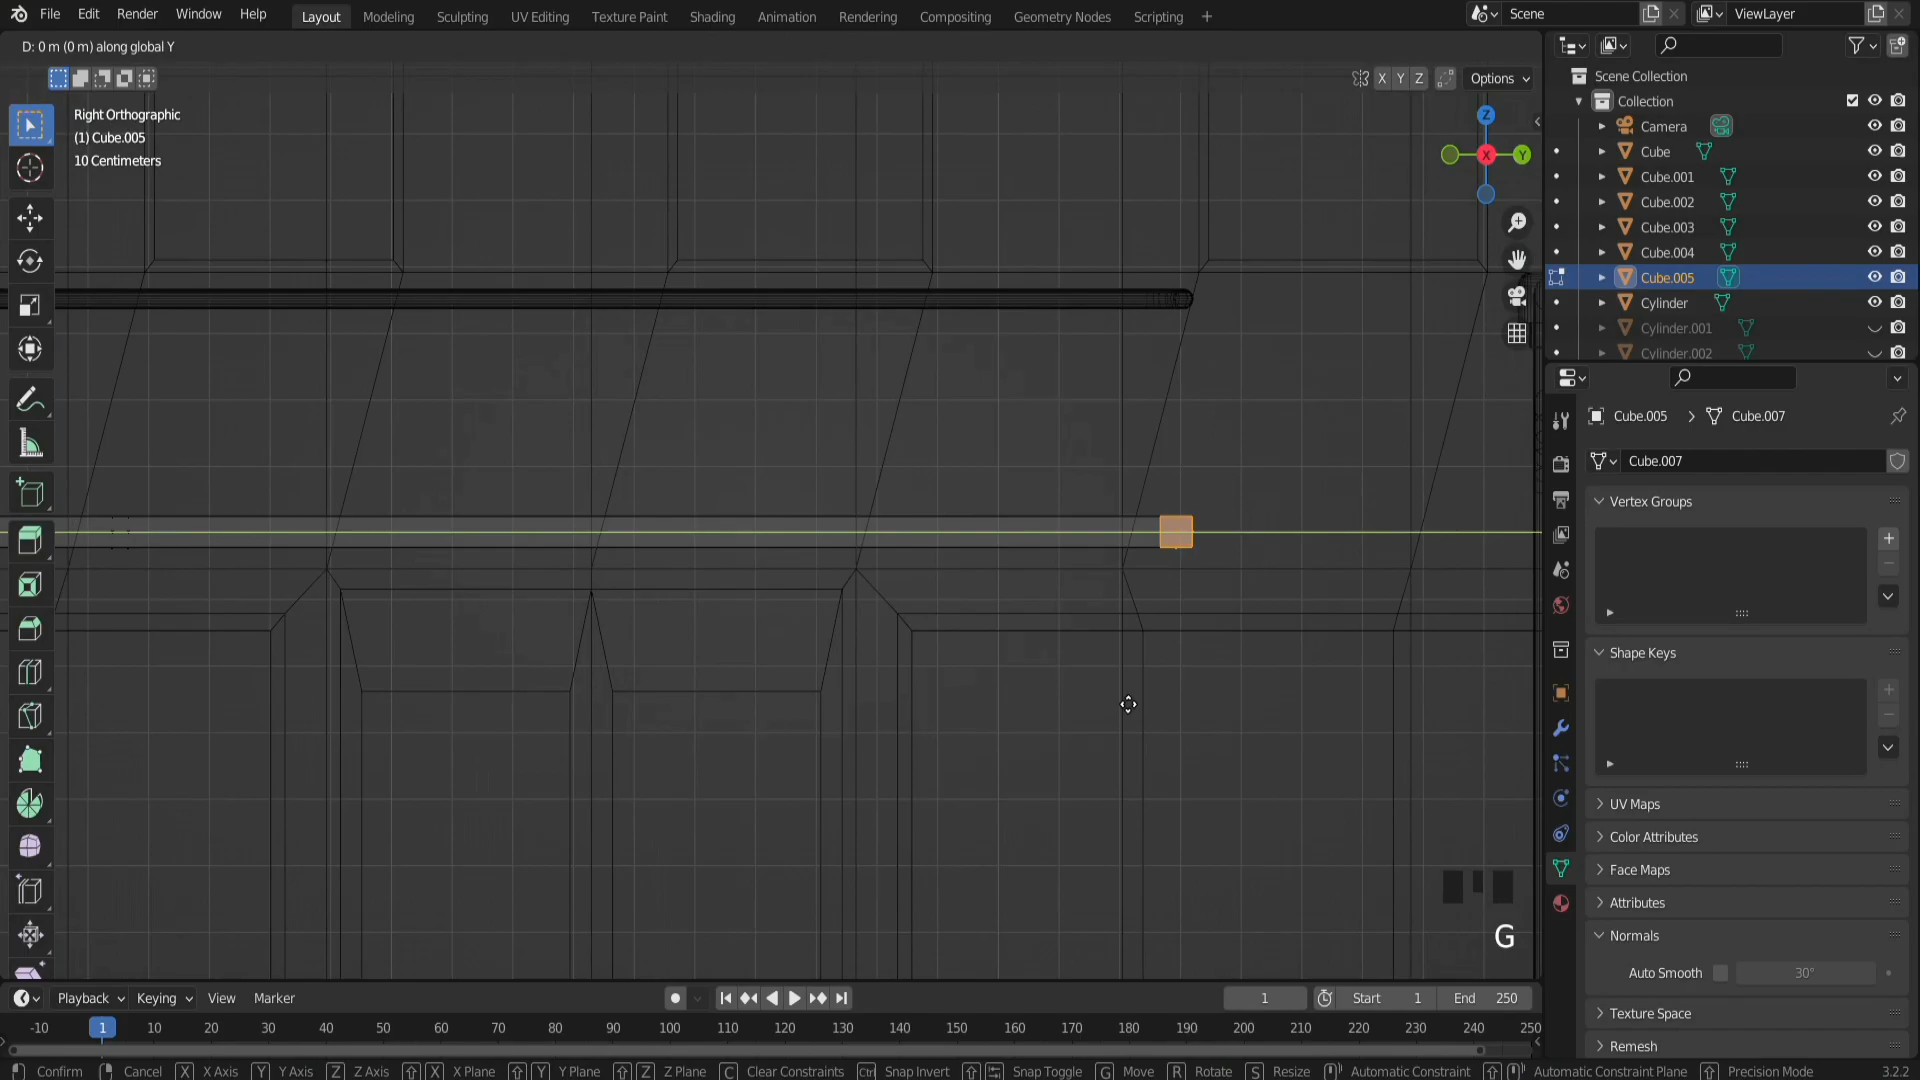 File Edit Render Window Help Layout Modeling Sculpting UV Editing Texture Paint Shading Animation Rendering Compositing Geometry Nodes Scripting + Scene ViewLayer
D: 0 m (0 m) along global Y
X Y Z Options
Right Orthographic
(1) Cube.005
10 Centimeters
Z
X
Y
Scene Collection
Collection
Camera
Cube
Cube.001
Cube.002
Cube.003
Cube.004
Cube.005
Cylinder
Cylinder.001
Cylinder.002
Cube.005 > Cube.007
Cube.007
Vertex Groups
Shape Keys
UV Maps
Color Attributes
Face Maps
Attributes
Normals
Auto Smooth 30°
Texture Space
Remesh
G
Playback Keying View Marker 1 Start 1 End 250
-10 1 10 20 30 40 50 60 70 80 90 100 110 120 130 140 150 160 170 180 190 200 210 220 230 240 250
Confirm Cancel X X Axis Y Y Axis Z Z Axis X X Plane Y Y Plane Z Z Plane C Clear Constraints Ctrl Snap Invert Snap Toggle G Move R Rotate S Resize Automatic Constraint Automatic Constraint Plane Precision Mode 3.2.2